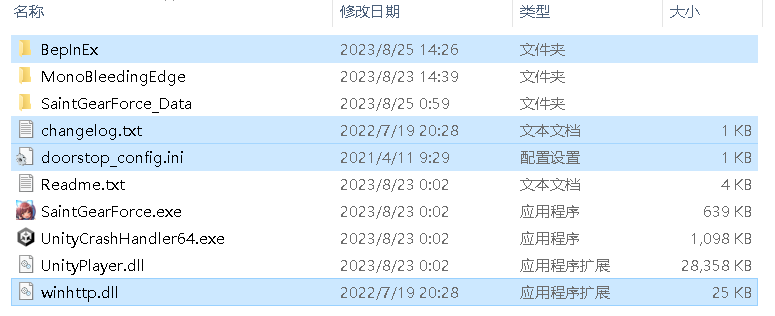 名称 修改日期 类型 大小
BepInEx 2023/8/25 14:26 文件夹
MonoBleedingEdge 2023/8/23 14:39 文件夹
SaintGearForce_Data 2023/8/25 0:59 文件夹
changelog.txt 2022/7/19 20:28 文本文档 1 KB
doorstop_config.ini 2021/4/11 9:29 配置设置 1 KB
Readme.txt 2023/8/23 0:02 文本文档 4 KB
SaintGearForce.exe 2023/8/23 0:02 应用程序 639 KB
UnityCrashHandler64.exe 2023/8/23 0:02 应用程序 1,098 KB
UnityPlayer.dll 2023/8/23 0:02 应用程序扩展 28,358 KB
winhttp.dll 2022/7/19 20:28 应用程序扩展 25 KB